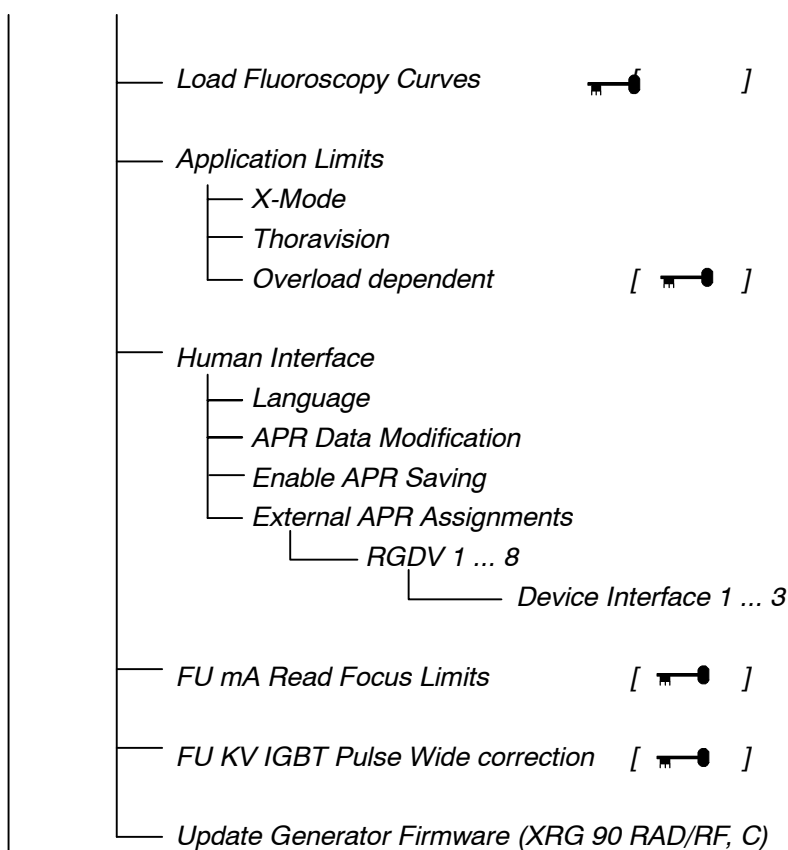 Load Fluoroscopy Curves [ ]
Application Limits
X-Mode
Thoravision
Overload dependent [ ]
Human Interface
Language
APR Data Modification
Enable APR Saving
External APR Assignments
RGDV 1 ... 8
Device Interface 1 ... 3
FU mA Read Focus Limits [ ]
FU KV IGBT Pulse Wide correction [ ]
Update Generator Firmware (XRG 90 RAD/RF, C)